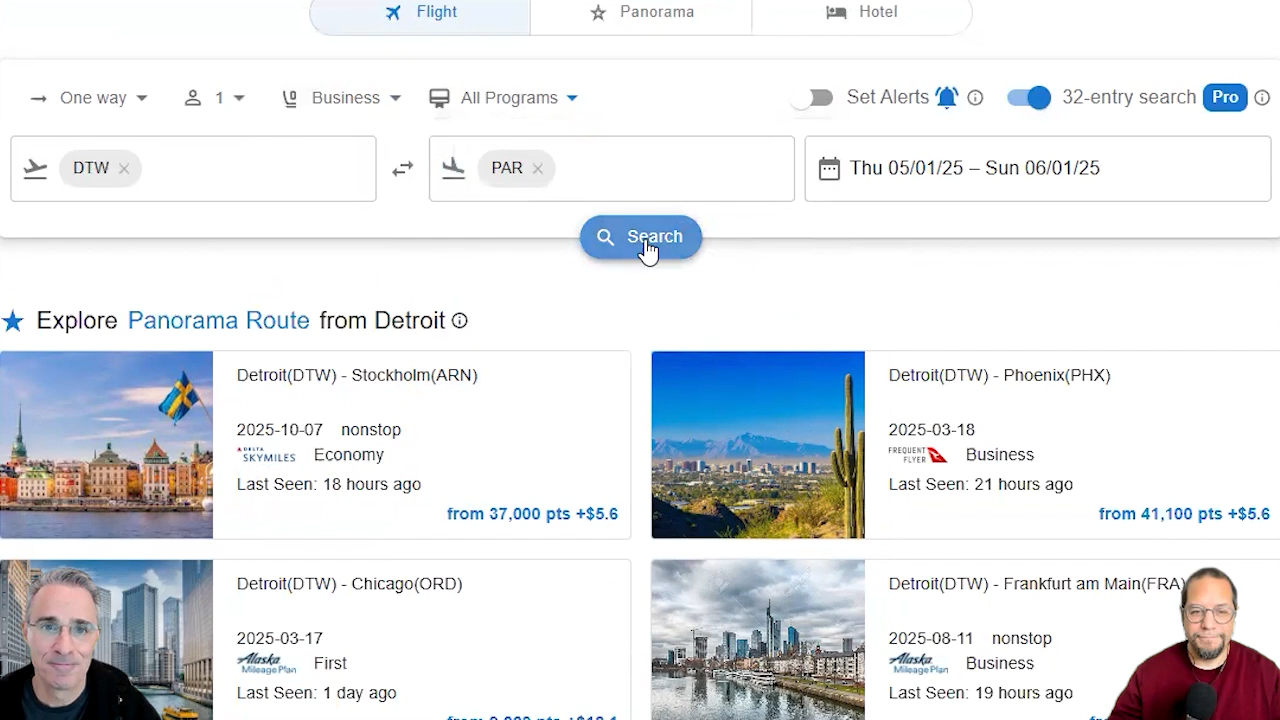 Flight
Panorama
Hotel
One way
1
Business
All Programs
Set Alerts
32-entry search
Pro
DTW
PAR
Thu 05/01/25 – Sun 06/01/25
Search
Explore Panorama Route from Detroit
Detroit(DTW) - Stockholm(ARN)
2025-10-07 nonstop
DELTA
SKYMILES
Economy
Last Seen: 18 hours ago
from 37,000 pts +$5.6
Detroit(DTW) - Phoenix(PHX)
2025-03-18
FREQUENT
FLYER
Business
Last Seen: 21 hours ago
from 41,100 pts +$5.6
Detroit(DTW) - Chicago(ORD)
2025-03-17
Alaska
Mileage Plan
First
Last Seen: 1 day ago
Detroit(DTW) - Frankfurt am Main(FRA)
2025-08-11 nonstop
Alaska
Mileage Plan
Business
Last Seen: 19 hours ago